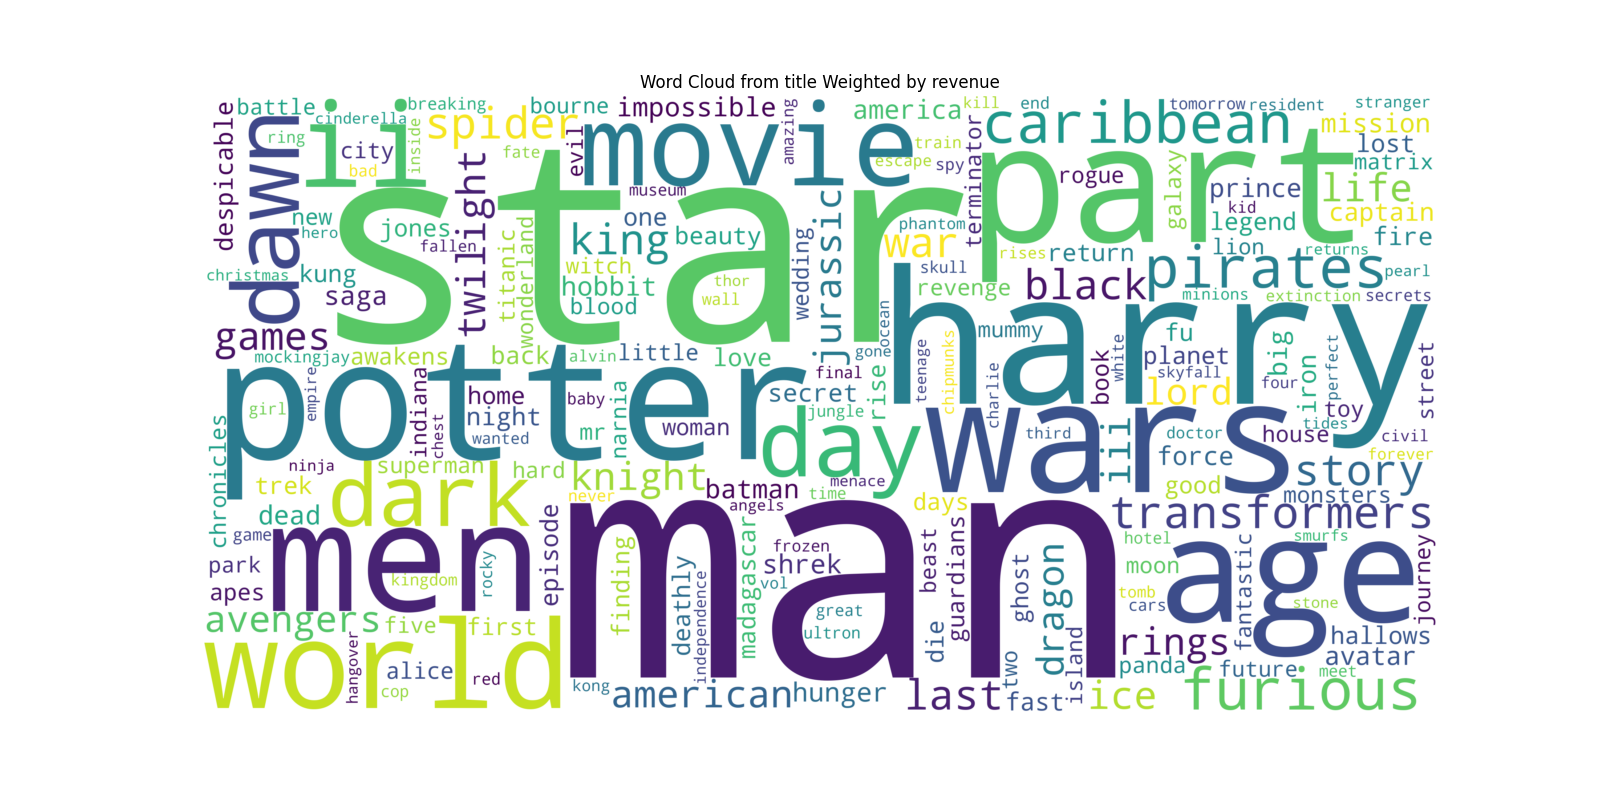 Word Cloud from title Weighted by revenue
despicable
battle
ring
cinderella
breaking
ii
inside
city
bad
dawn
spider
fate
bourne
impossible
evil
movie
amazing
america
kill
end
train
escape
spy
terminator
caribbean
tomorrow
resident
stranger
mission
lost
matrix
new
hero
jones
fallen
twilight
star
museum
one
king
beauty
titanic
wonderland
witch
hobbit
blood
thor
wall
wedding
jurassic
phantom
war
skull
revenge
part
rogue
galaxy
prince
kid
legend
life
captain
fire
lion
returns
rises
return
black
pirates
pearl
minions
extinction
secrets
christmas
kung
saga
games
mockingjay
awakens
back
alvin
little
love
gone
ocean
harry
mummy
white
fu
planet
skyfall
big
four
perfect
street
book
lord
iron
toy
tides
potter
girl
empire
indiana
chest
home
night
wanted
baby
mr
narnia
woman
final
secret
jungle
rise
teenage
chipmunks
charlie
day
wars
third
iii
doctor
force
house
civil
forever
story
chronicles
ninja
trek
superman
dark
hard
knight
never
batman
angels
time
menace
days
good
monsters
transformers
dead
game
park
apes
men
kingdom
rocky
episode
man
finding
deathly
independence
madagascar
frozen
shrek
vol
great
ultron
beast
guardians
die
ghost
dragon
hotel
moon
tomb
cars
age
fantastic
smurfs
stone
journey
avengers
five
first
world
hangover
alice
cop
red
kong
american
hunger
last
two
fast
island
rings
panda
ice
hallows
avatar
future
meet
furious